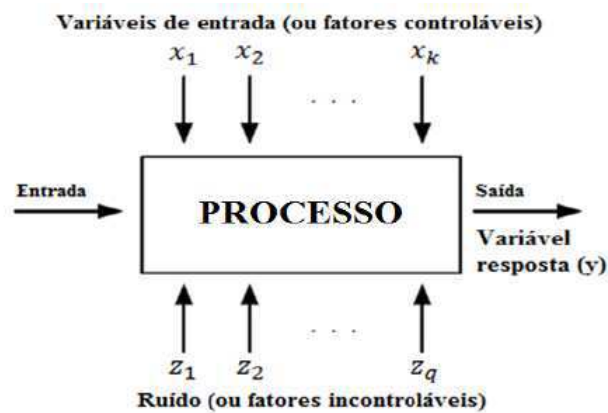 Variáveis de entrada (ou fatores controláveis)
x₁ x₂ . . . xₖ
Entrada
PROCESSO
Saída
Variável
resposta (y)
z₁ z₂ . . . z_q
Ruído (ou fatores incontroláveis)